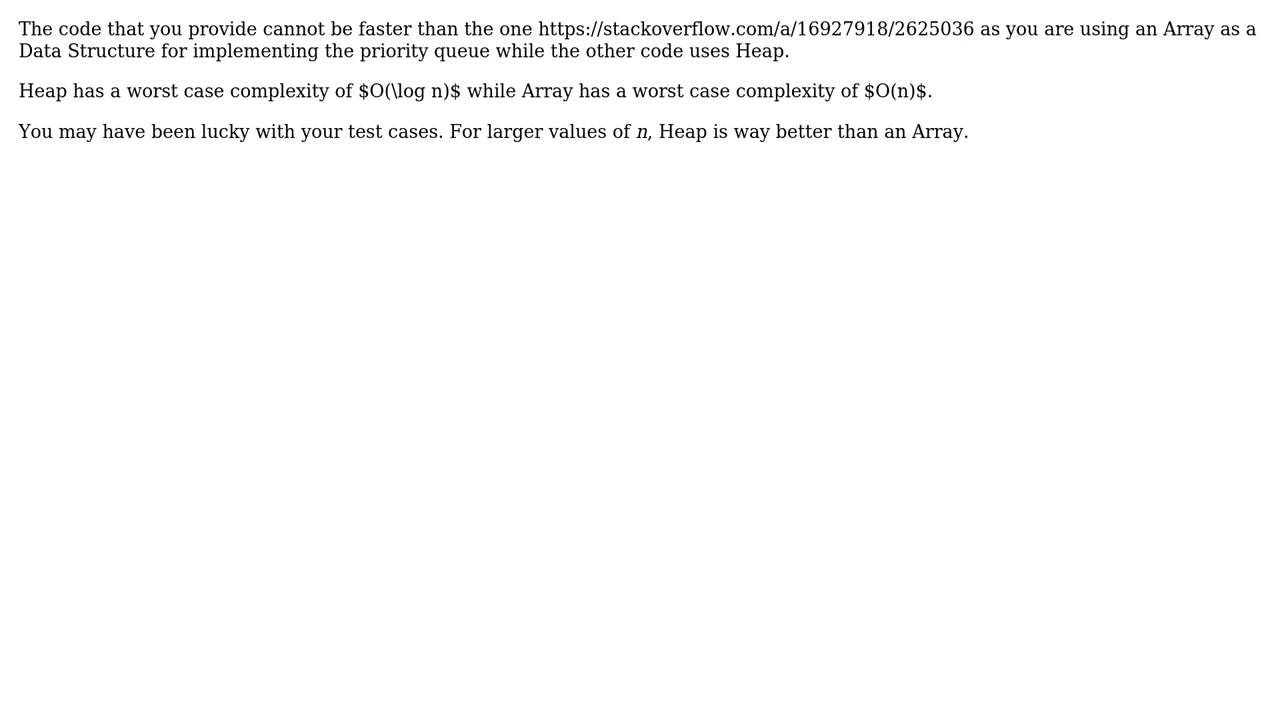 The code that you provide cannot be faster than the one https://stackoverflow.com/a/16927918/2625036 as you are using an Array as a
Data Structure for implementing the priority queue while the other code uses Heap.
Heap has a worst case complexity of $O(\log n)$ while Array has a worst case complexity of $O(n)$.
You may have been lucky with your test cases. For larger values of n, Heap is way better than an Array.